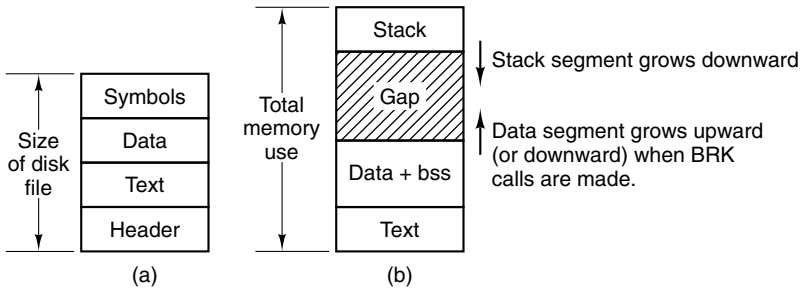 Symbols
Data
Text
Header
Size
of disk
file
(a)
Stack
Gap
Data + bss
Text
Total
memory
use
(b)
Stack segment grows downward
Data segment grows upward
(or downward) when BRK
calls are made.